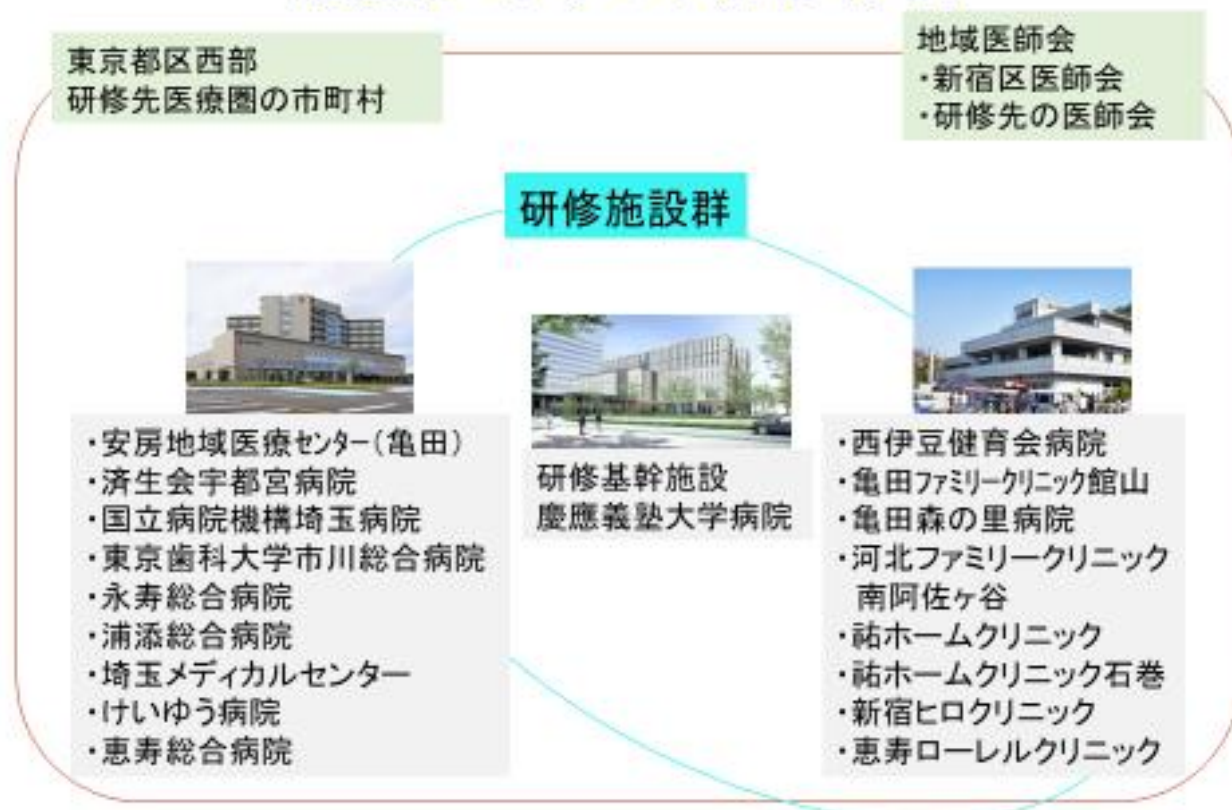 東京都区西部
研修先医療圏の市町村
地域医師会
・新宿区医師会
・研修先の医師会
研修施設群
・安房地域医療センター(亀田)
・済生会宇都宮病院
・国立病院機構埼玉病院
・東京歯科大学市川総合病院
・永寿総合病院
・浦添総合病院
・埼玉メディカルセンター
・けいゆう病院
・恵寿総合病院
研修基幹施設
慶應義塾大学病院
・西伊豆健育会病院
・亀田ファミリークリニック館山
・亀田森の里病院
・河北ファミリークリニック
南阿佐ヶ谷
・祐ホームクリニック
・祐ホームクリニック石巻
・新宿ヒロクリニック
・恵寿ローレルクリニック